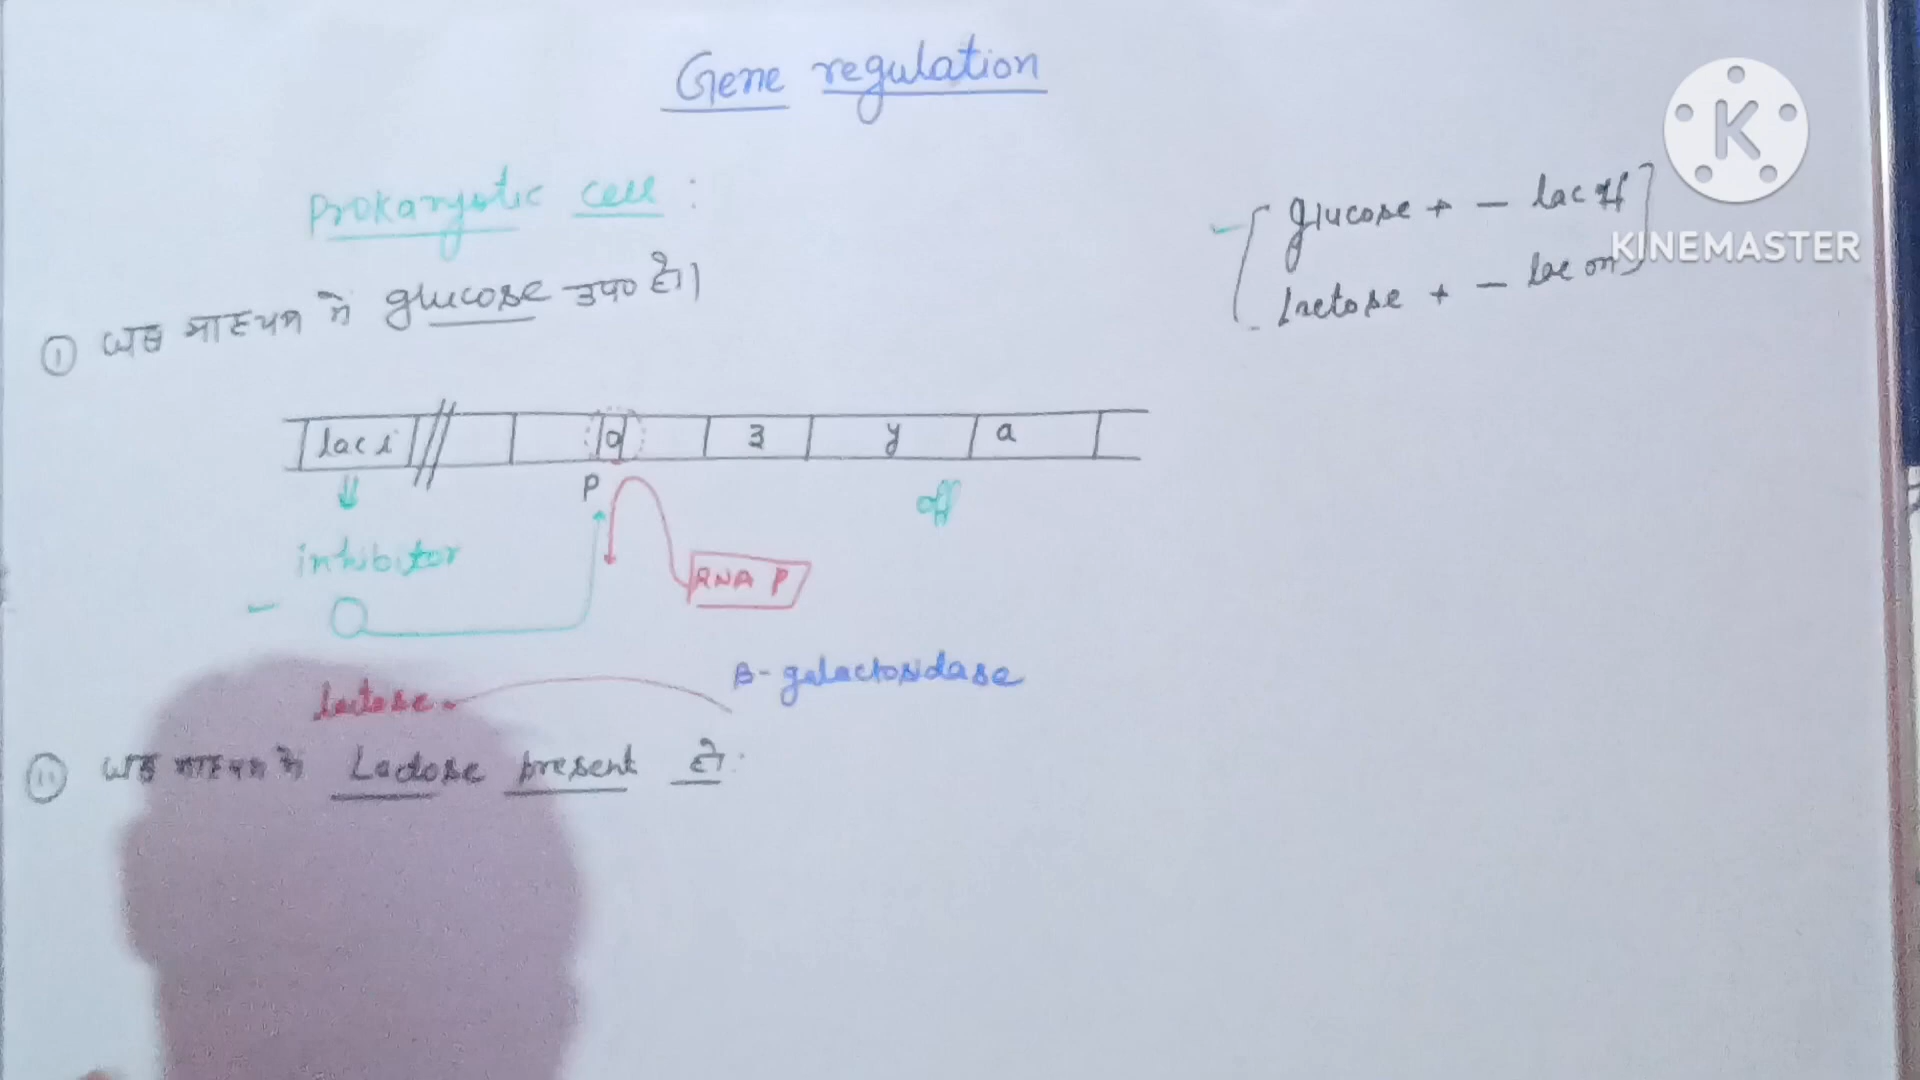 Gene regulation
Prokaryotic cell :
① जब माध्यम में glucose उप० हो।
glucose + - lac off
lactose + - lac on
K
KINEMASTER
lac i o z y a
P
off
inhibitor
RNA P
lactose
β-galactosidase
⑪ जब माध्यम में Lactose present हो: